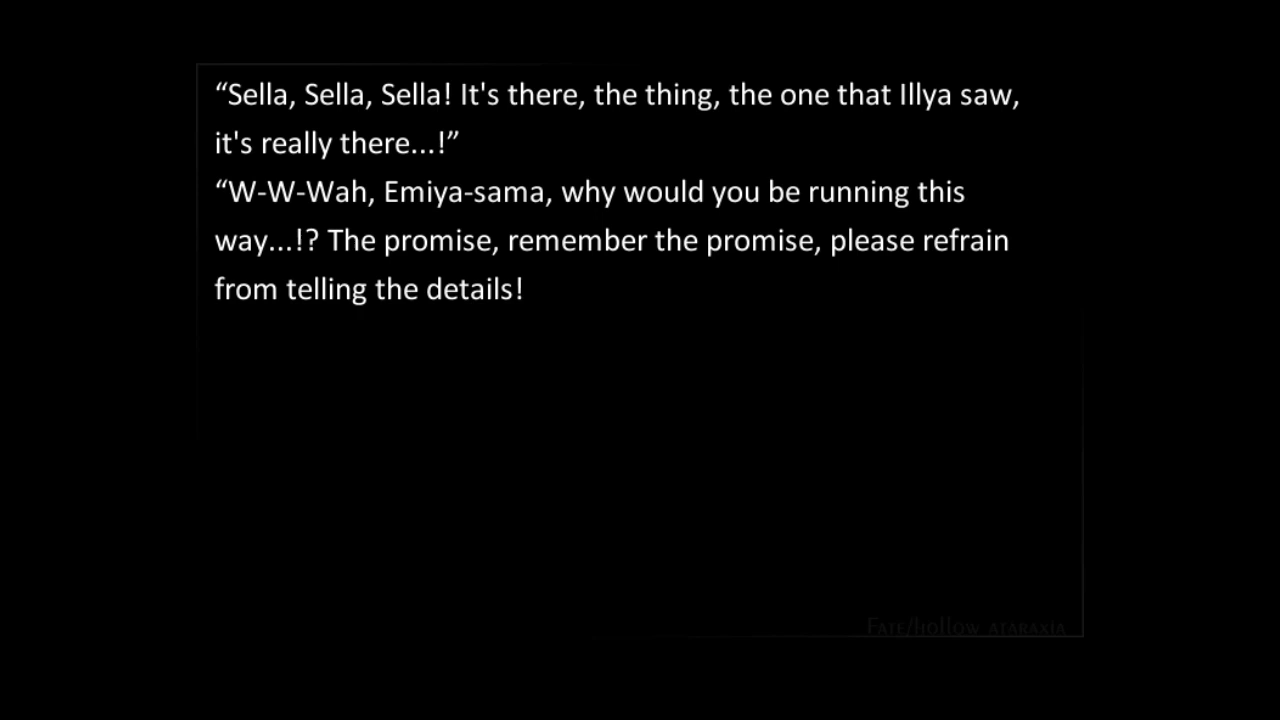 “Sella, Sella, Sella! It's there, the thing, the one that Illya saw,
it's really there...!”
“W-W-Wah, Emiya-sama, why would you be running this
way...!? The promise, remember the promise, please refrain
from telling the details!
Fate/hollow ataraxia